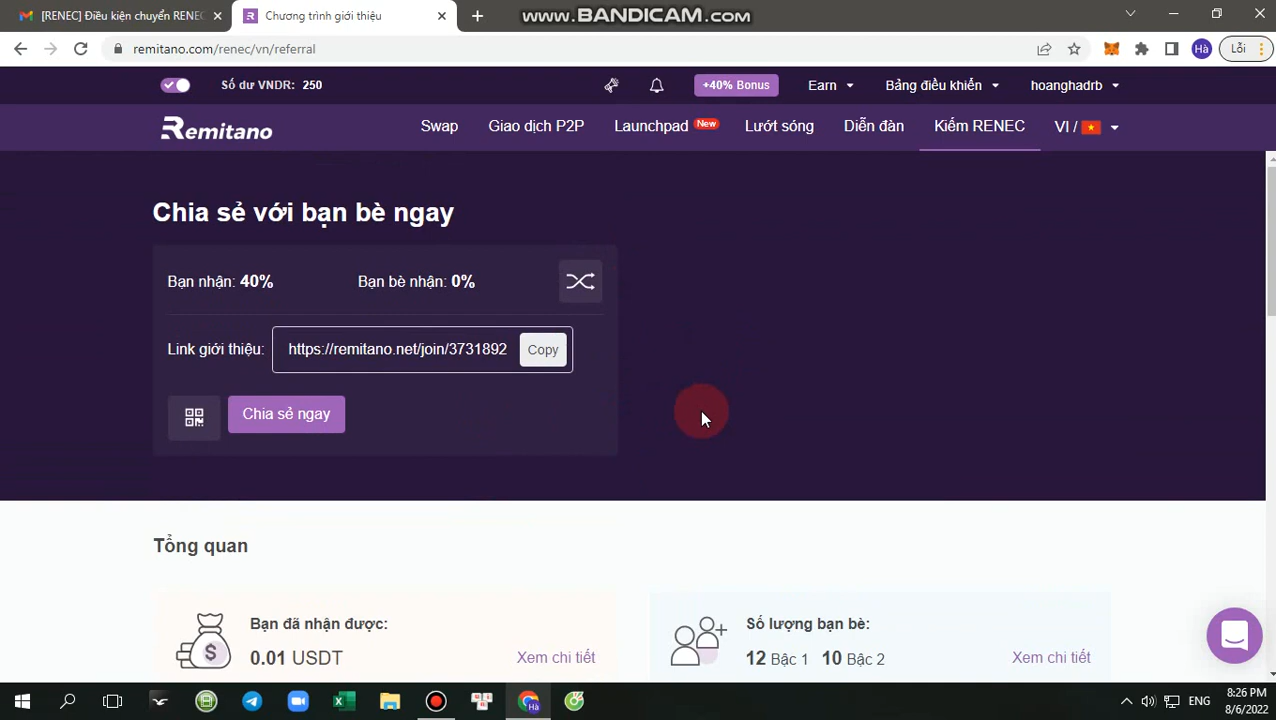 [RENEC] Điều kiện chuyển RENEC
Chương trình giới thiệu
www.BANDICAM.com
remitano.com/renec/vn/referral
Hà
Lỗi
Số dư VNDR: 250
+40% Bonus
Earn
Bảng điều khiển
hoanghadrb
Remitano
Swap
Giao dịch P2P
Launchpad New
Lướt sóng
Diễn đàn
Kiếm RENEC
VI /
Chia sẻ với bạn bè ngay
Bạn nhận: 40%
Bạn bè nhận: 0%
Link giới thiệu:
https://remitano.net/join/3731892
Copy
Chia sẻ ngay
Tổng quan
Bạn đã nhận được:
0.01 USDT
Xem chi tiết
Số lượng bạn bè:
12 Bậc 1 10 Bậc 2
Xem chi tiết
ENG
8:26 PM
8/6/2022